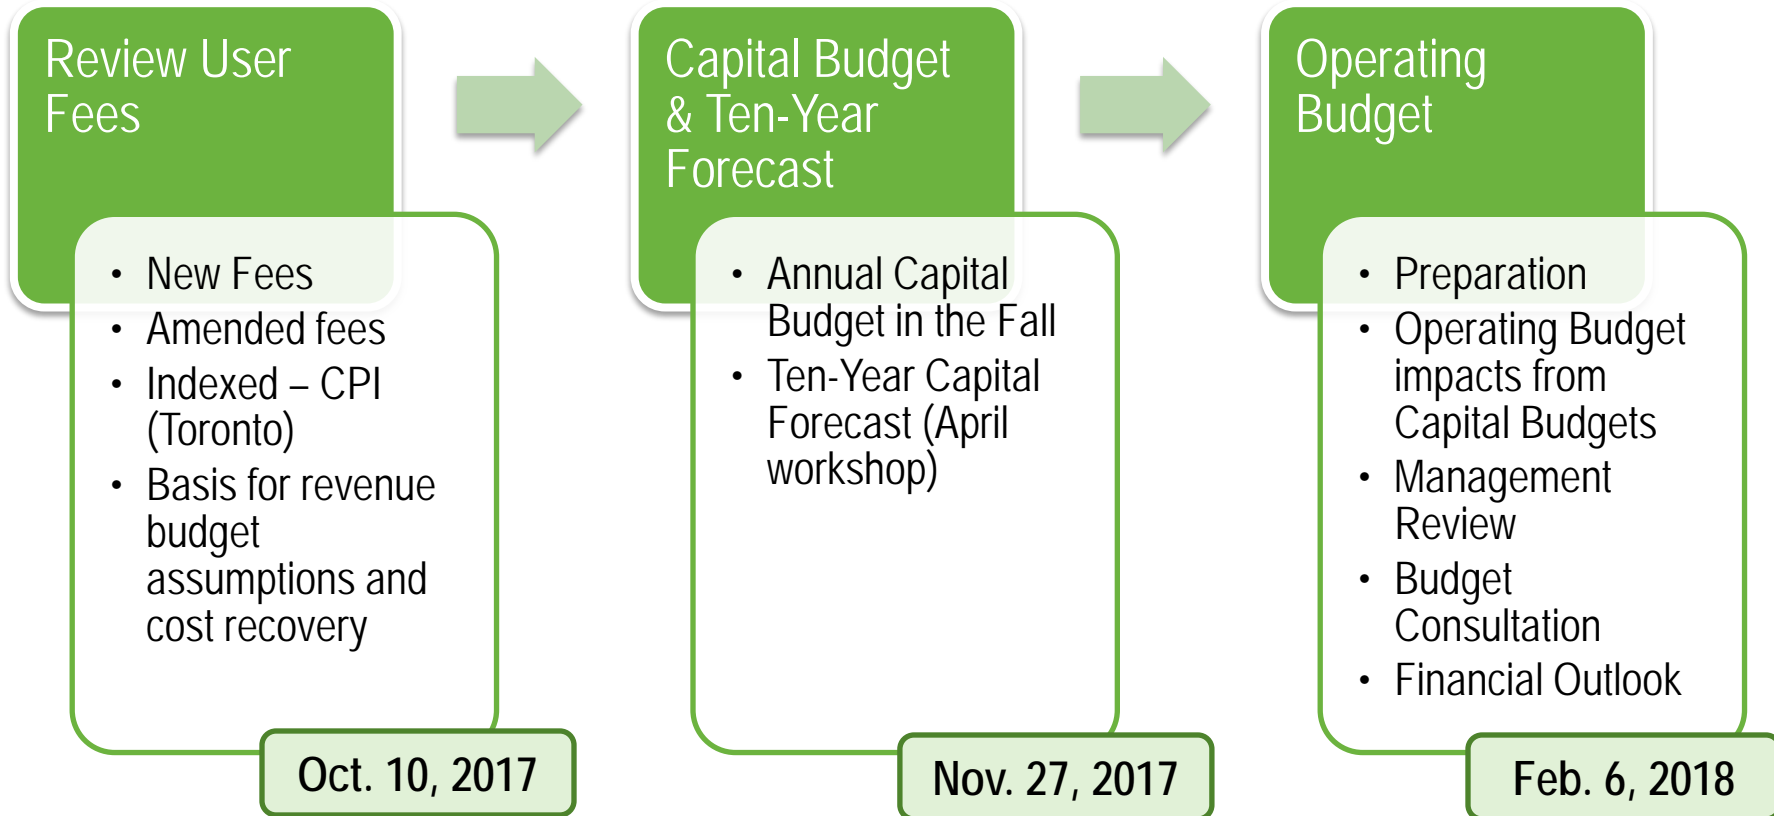 Review User
Fees
• New Fees
• Amended fees
• Indexed – CPI
(Toronto)
• Basis for revenue
budget
assumptions and
cost recovery
Oct. 10, 2017
Capital Budget
& Ten-Year
Forecast
• Annual Capital
Budget in the Fall
• Ten-Year Capital
Forecast (April
workshop)
Nov. 27, 2017
Operating
Budget
• Preparation
• Operating Budget
impacts from
Capital Budgets
• Management
Review
• Budget
Consultation
• Financial Outlook
Feb. 6, 2018